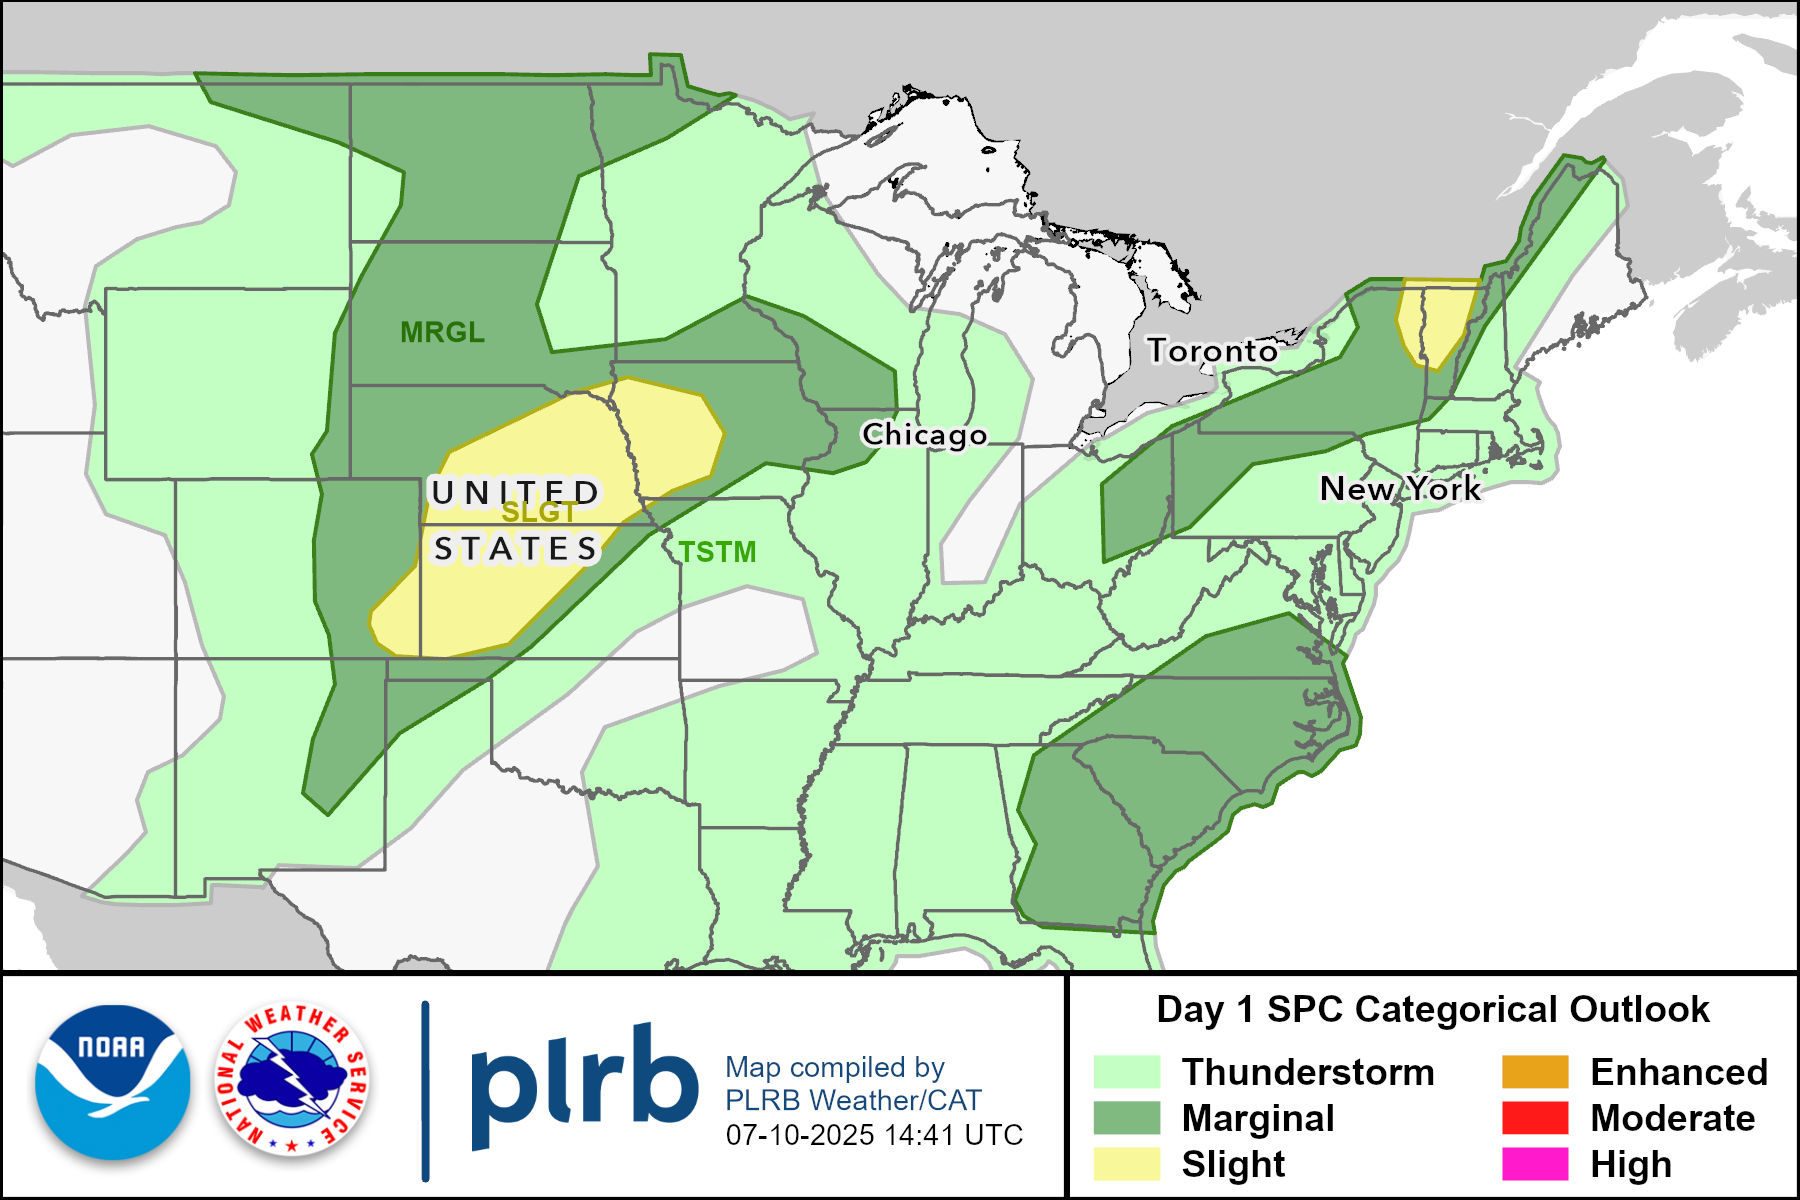 MRGL
Toronto
Chicago
UNITED
SLGT
New York
STATES
TSTM
NOAA
NATIONAL WEATHER SERVICE
plrb
Map compiled by
PLRB Weather/CAT
07-10-2025 14:41 UTC
Day 1 SPC Categorical Outlook
Thunderstorm
Enhanced
Marginal
Moderate
Slight
High